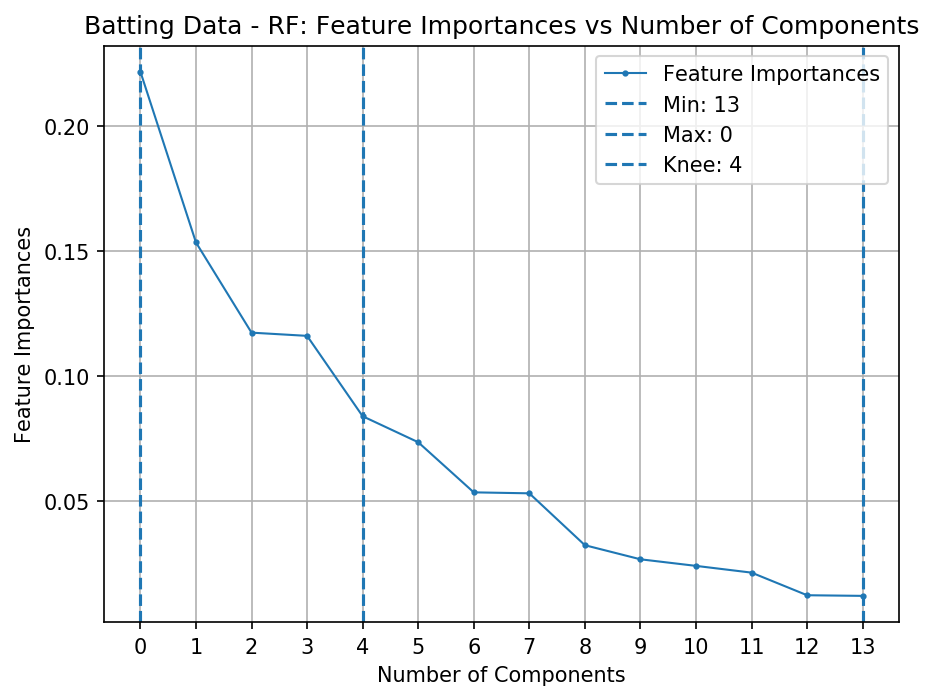 Batting Data - RF: Feature Importances vs Number of Components
Feature Importances
Min: 13
Max: 0
Knee: 4
0.20
0.15
0.10
0.05
Feature Importances
0 1 2 3 4 5 6 7 8 9 10 11 12 13
Number of Components